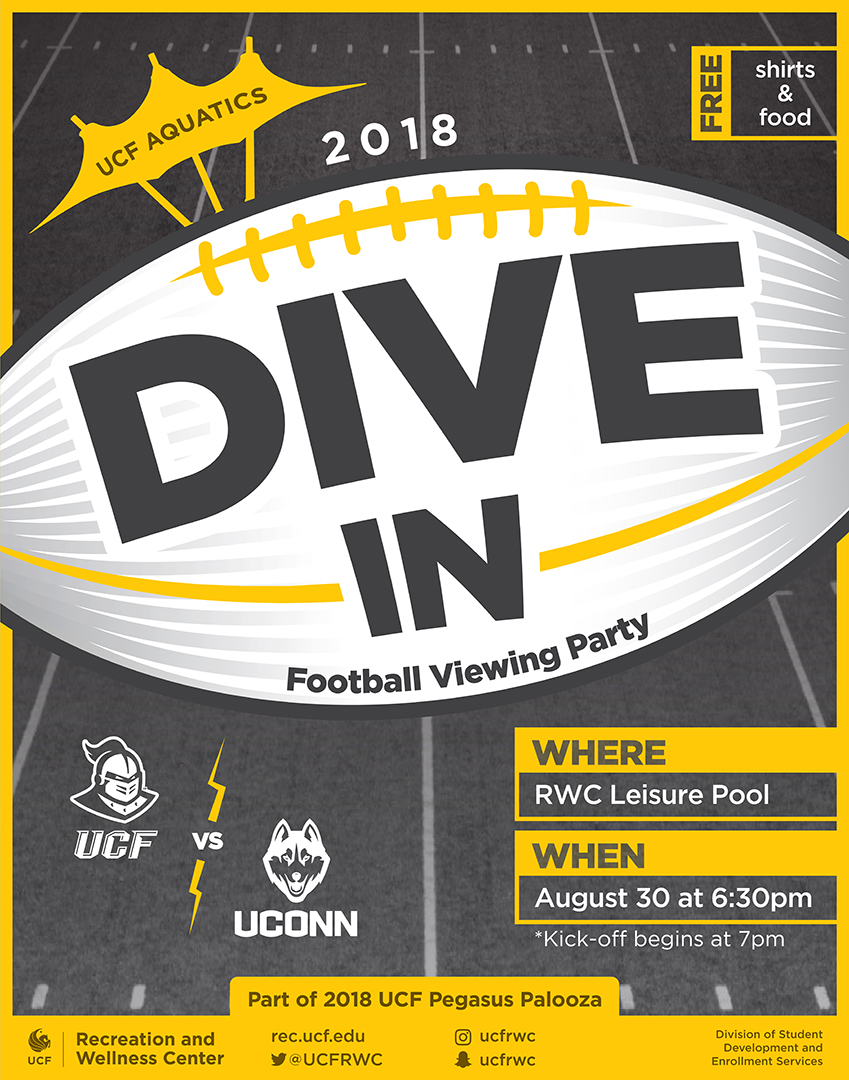 UCF AQUATICS
2018
FREE
shirts
&
food
DIVE
IN
Football Viewing Party
UCF
VS
UCONN
WHERE
RWC Leisure Pool
WHEN
August 30 at 6:30pm
*Kick-off begins at 7pm
Part of 2018 UCF Pegasus Palooza
UCF
Recreation and
Wellness Center
rec.ucf.edu
@UCFRWC
ucfrwc
ucfrwc
Division of Student
Development and
Enrollment Services